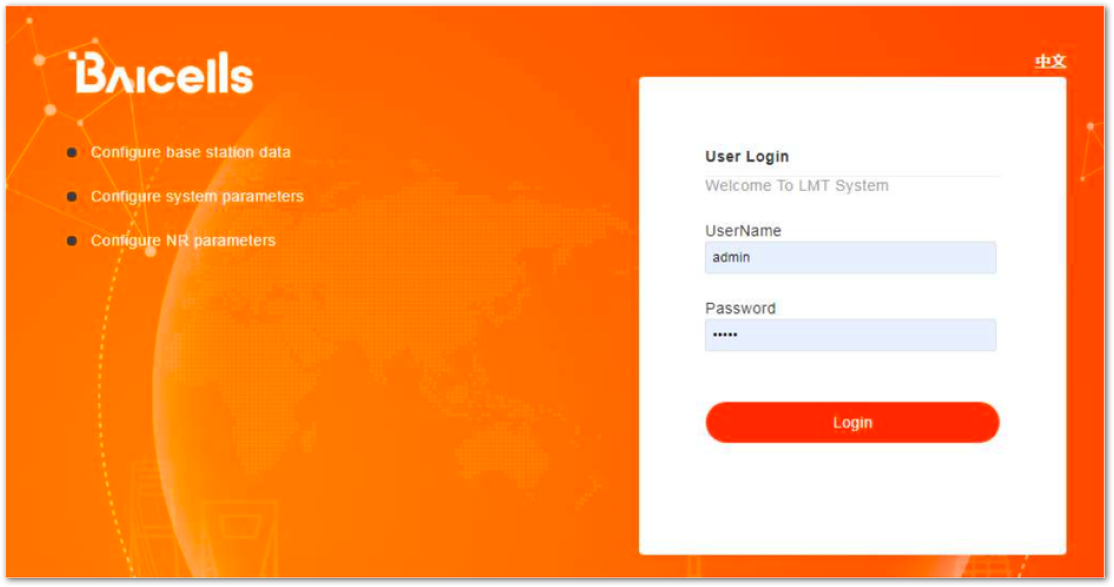 Baicells
中文
Configure base station data
Configure system parameters
Configure NR parameters
User Login
Welcome To LMT System
UserName
admin
Password
•••••
Login